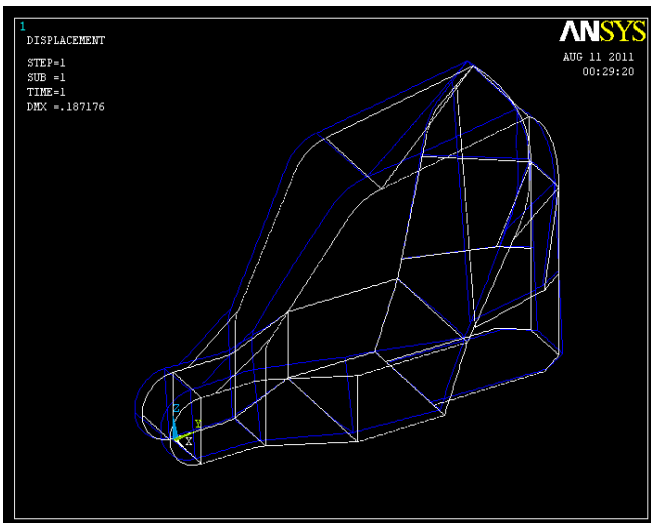 1
DISPLACEMENT
STEP=1
SUB =1
TIME=1
DMX =.187176
ANSYS
AUG 11 2011
00:29:20
Z
Y
X